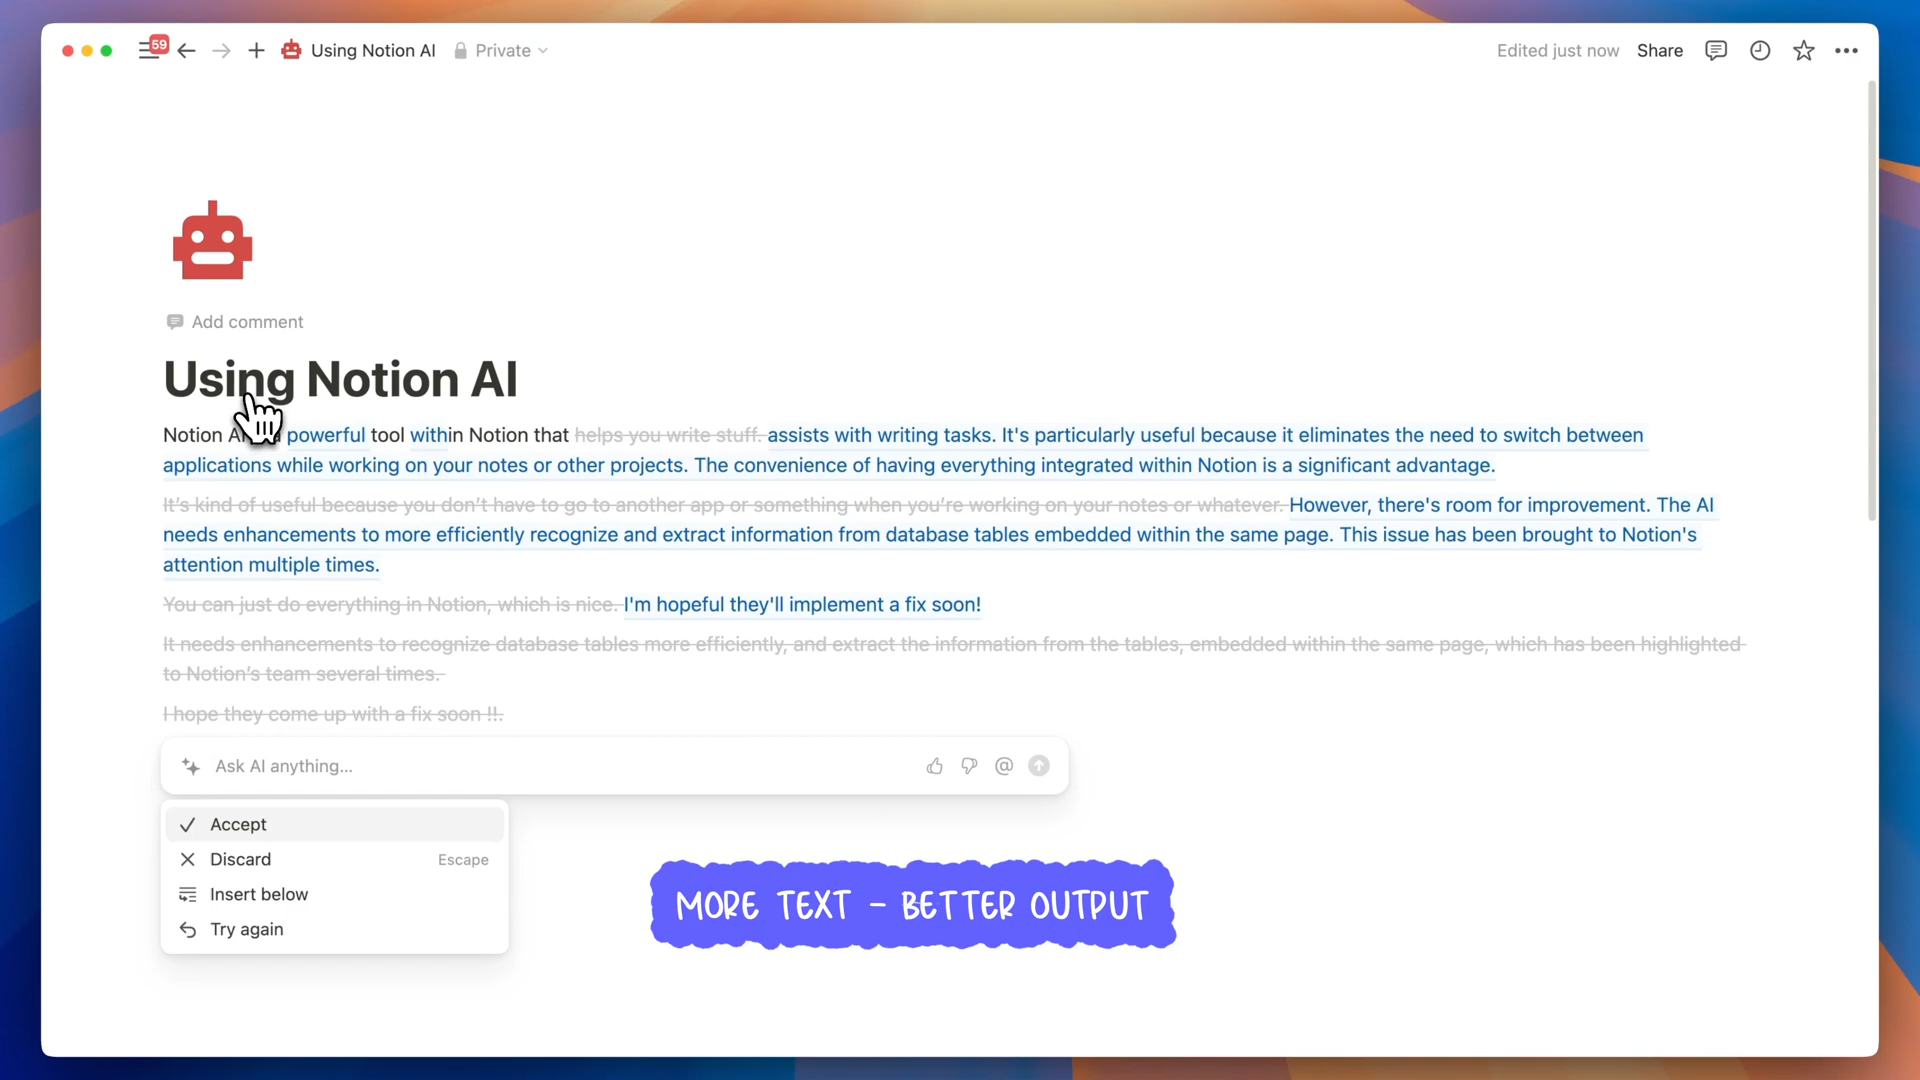 59
Using Notion AI
Private
Edited just now
Share
Add comment
Using Notion AI
Notion powerful tool within Notion that helps you write stuff. assists with writing tasks. It's particularly useful because it eliminates the need to switch between
applications while working on your notes or other projects. The convenience of having everything integrated within Notion is a significant advantage.
It's kind of useful because you don't have to go to another app or something when you're working on your notes or whatever. However, there's room for improvement. The AI
needs enhancements to more efficiently recognize and extract information from database tables embedded within the same page. This issue has been brought to Notion's
attention multiple times.
You can just do everything in Notion, which is nice. I'm hopeful they'll implement a fix soon!
It needs enhancements to recognize database tables more efficiently, and extract the information from the tables, embedded within the same page, which has been highlighted
to Notion's team several times.
I hope they come up with a fix soon !!.
Ask AI anything...
@
Accept
Discard Escape
Insert below
Try again
MORE TEXT - BETTER OUTPUT